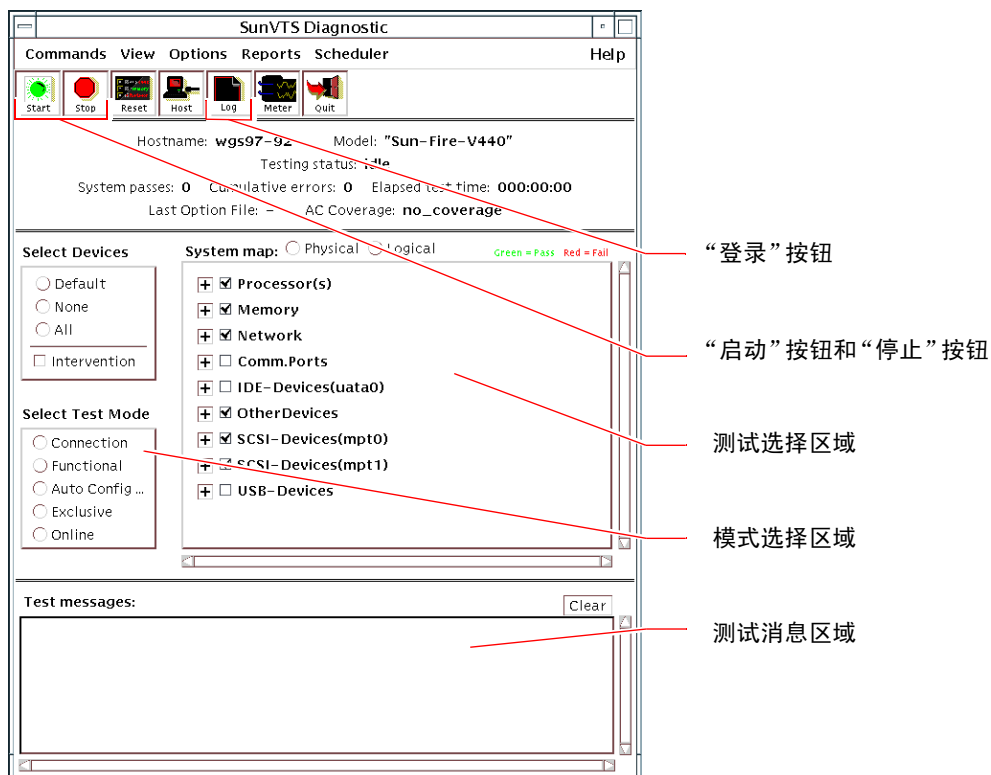 SunVTS Diagnostic
Commands View Options Reports Scheduler Help
Start Stop Reset Host Log Meter Quit
Hostname: wgs97-92 Model: "Sun-Fire-V440"
Testing status: idle
System passes: 0 Cumulative errors: 0 Elapsed test time: 000:00:00
Last Option File: - AC Coverage: no_coverage
Select Devices
Default
None
All
Intervention
Select Test Mode
Connection
Functional
Auto Config ...
Exclusive
Online
System map: Physical Logical Green = Pass Red = Fail
Processor(s)
Memory
Network
Comm.Ports
IDE-Devices(uata0)
OtherDevices
SCSI-Devices(mpt0)
SCSI-Devices(mpt1)
USB-Devices
Test messages: Clear
“登录”按钮
“启动”按钮和“停止”按钮
测试选择区域
模式选择区域
测试消息区域